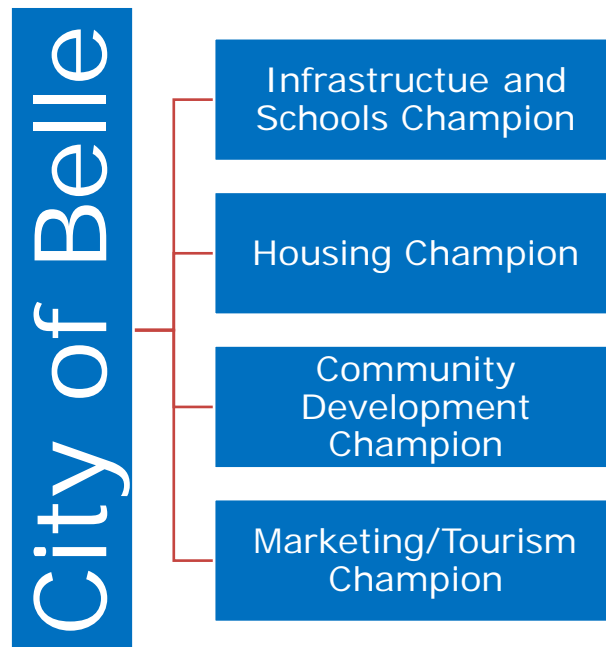 City of Belle
Infrastructue and
Schools Champion
Housing Champion
Community
Development
Champion
Marketing/Tourism
Champion